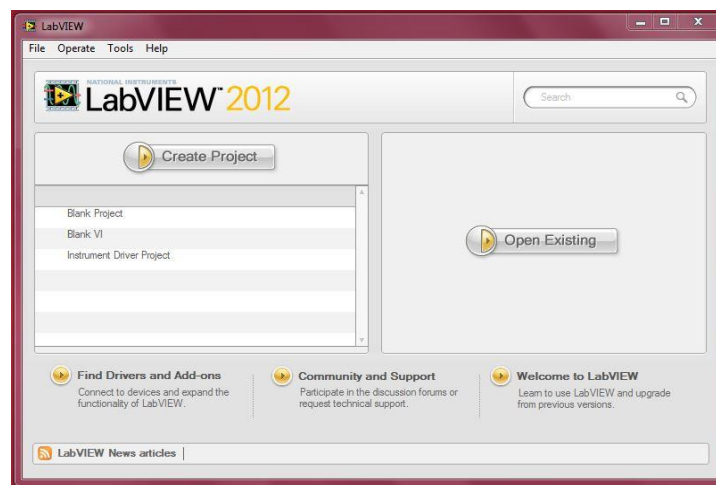 LabVIEW
File Operate Tools Help
NATIONAL INSTRUMENTS
LabVIEW™ 2012
Search
Create Project
Blank Project
Blank VI
Instrument Driver Project
Open Existing
Find Drivers and Add-ons
Connect to devices and expand the
functionality of LabVIEW.
Community and Support
Participate in the discussion forums or
request technical support.
Welcome to LabVIEW
Learn to use LabVIEW and upgrade
from previous versions.
LabVIEW News articles |